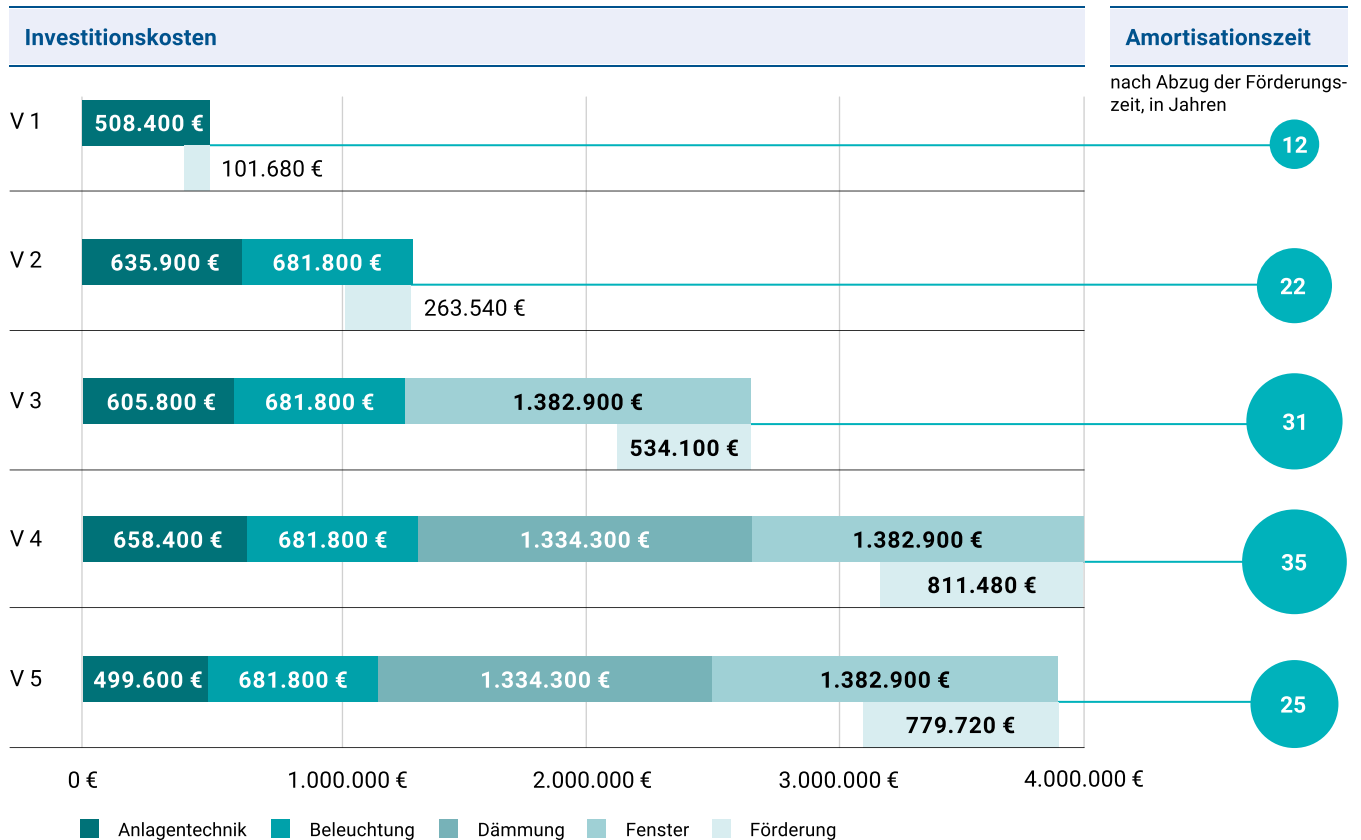 Investitionskosten
Amortisationszeit
nach Abzug der Förderungs-
zeit, in Jahren
V 1
508.400 €
101.680 €
12
V 2
635.900 € 681.800 €
263.540 €
22
V 3
605.800 € 681.800 € 1.382.900 €
534.100 €
31
V 4
658.400 € 681.800 € 1.334.300 € 1.382.900 €
811.480 €
35
V 5
499.600 € 681.800 € 1.334.300 € 1.382.900 €
779.720 €
25
0 € 1.000.000 € 2.000.000 € 3.000.000 € 4.000.000 €
Anlagentechnik Beleuchtung Dämmung Fenster Förderung